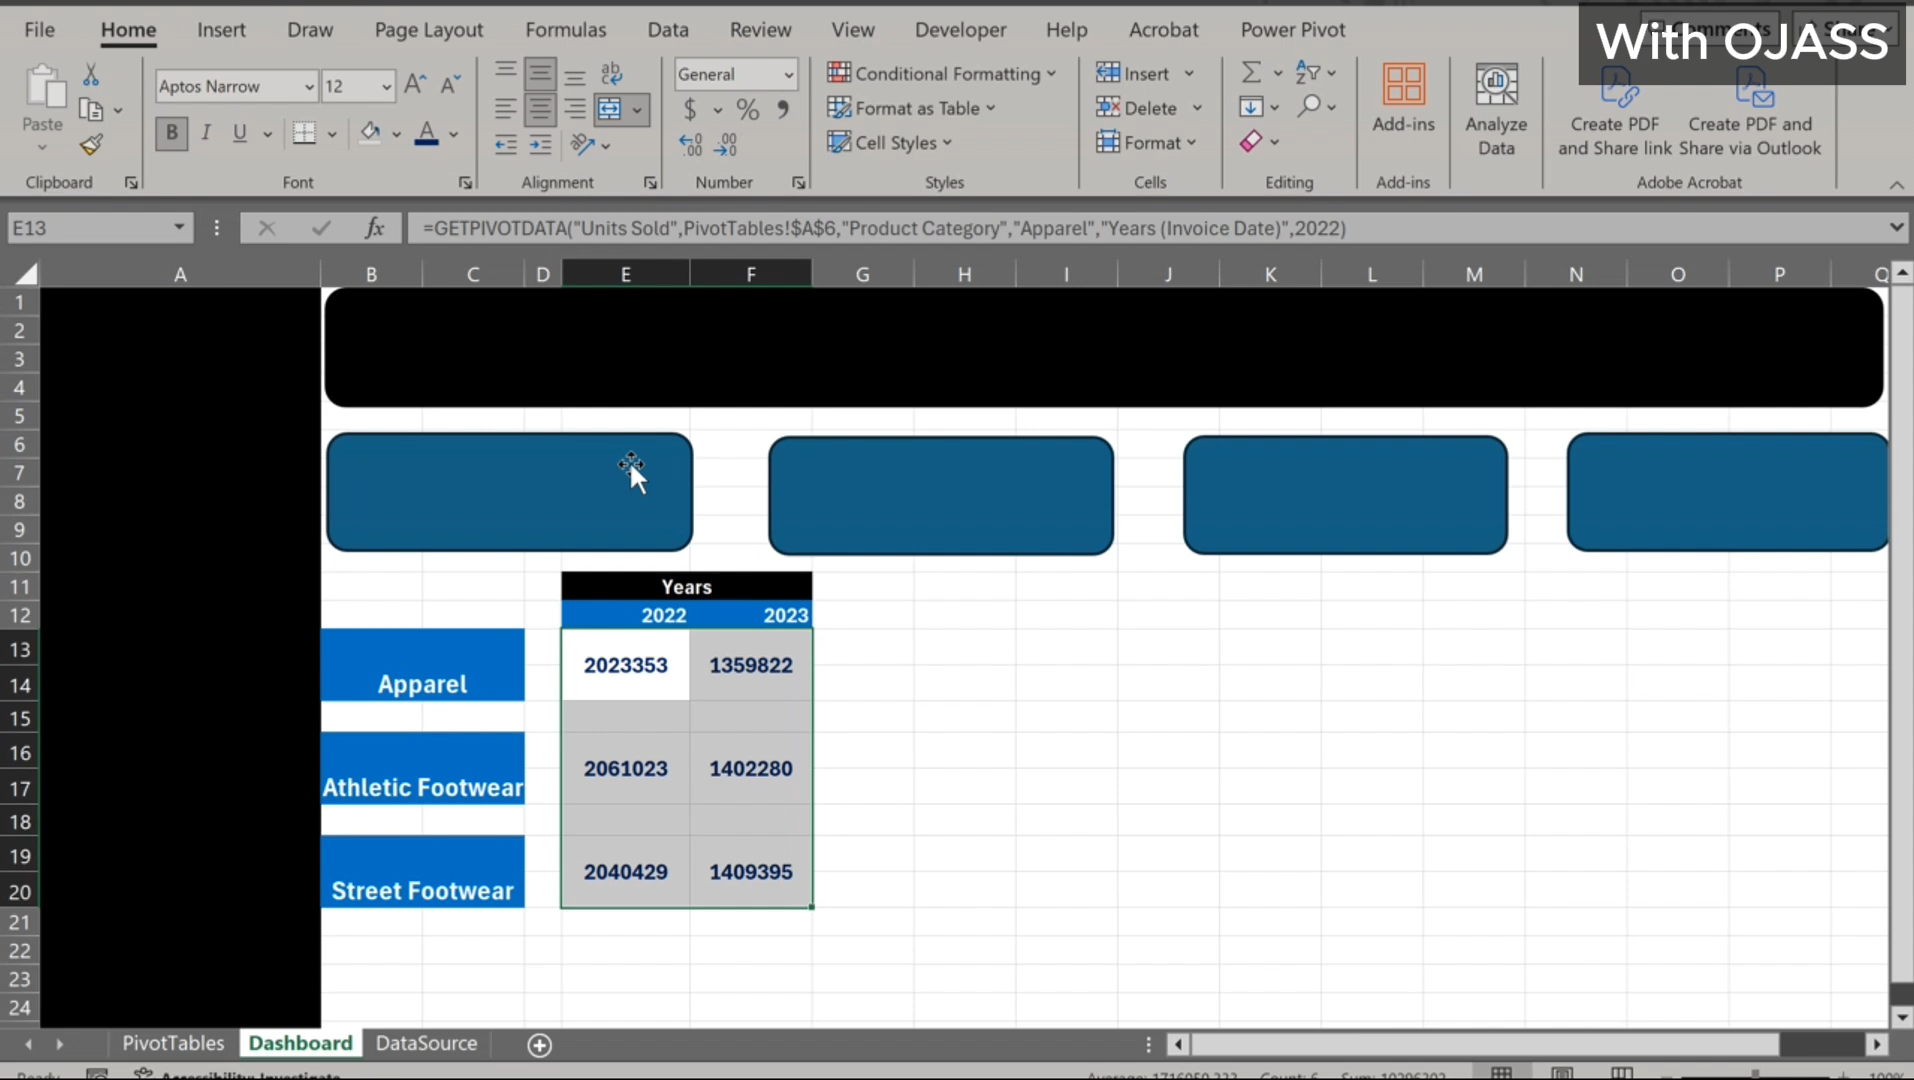 File Home Insert Draw Page Layout Formulas Data Review View Developer Help Acrobat Power Pivot
With OJASS
Paste
Aptos Narrow 12
B I U
General
$ % 9
Conditional Formatting
Format as Table
Cell Styles
Insert
Delete
Format
Add-ins
Analyze
Data
Create PDF
and Share link
Create PDF and
Share via Outlook
Clipboard Font Alignment Number Styles Cells Editing Add-ins Adobe Acrobat
E13 fx =GETPIVOTDATA("Units Sold",PivotTables!$A$6,"Product Category","Apparel","Years (Invoice Date)",2022)
A B C D E F G H I J K L M N O P Q
1
2
3
4
5
6
7
8
9
10
11 Years
12 2022 2023
13 2023353 1359822
14 Apparel
15
16 2061023 1402280
17 Athletic Footwear
18
19 2040429 1409395
20 Street Footwear
21
22
23
24
PivotTables Dashboard DataSource